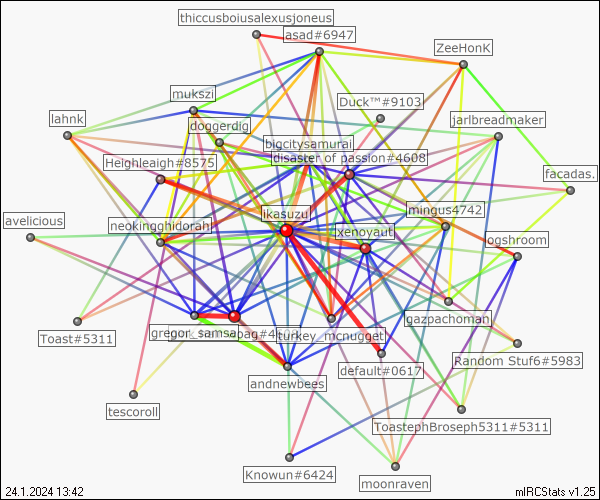 thiccusboiusalexusjoneus
asad#6947
ZeeHonK
mukszi
Duck™#9103
lahnk
doggerdig
jarlbreadmaker
bigcitysamurai
disaster of passion#4608
Heighleigh#8575
facadas.
avelicious
ikasuzu
mingus4742
neokingghidorah
xenoyaut
ogshroom
gazpachoman
Toast#5311
gregor_samsa
pag#4
turkey_mcnugget
Random Stuf6#5983
default#0617
andnewbees
tescoroll
ToastephBroseph5311#5311
Knowun#6424
moonraven
24.1.2024 13:42
mIRCStats v1.25